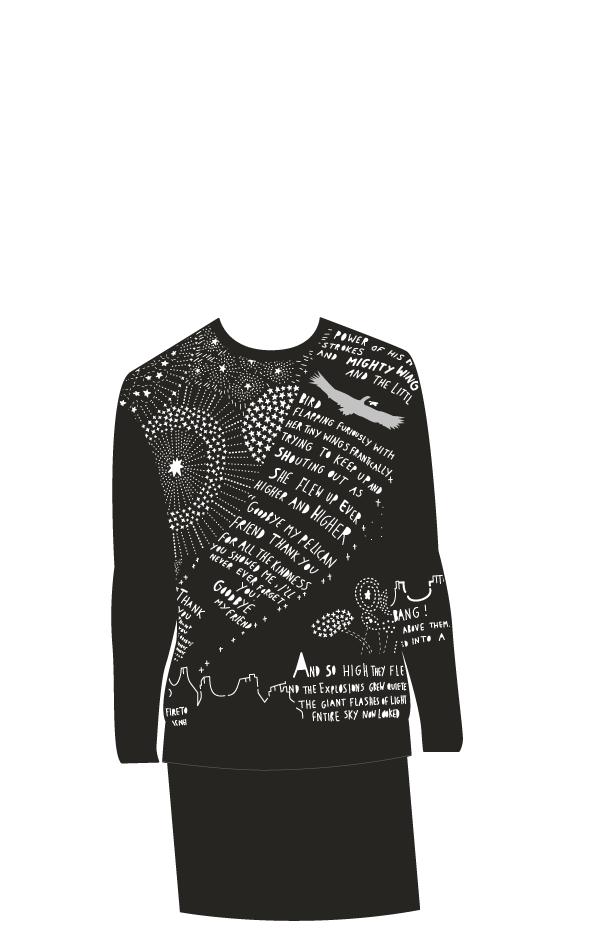 POWER OF HIS
STROKES
AND MIGHTY WING
AND THE LITTL
BIRD
FLAPPING FURIOUSLY WITH
HER TINY WINGS FRANTICALLY
TRYING TO KEEP UP AND
SHOUTING OUT AS
SHE FLEW UP EVER
HIGHER AND HIGHER
GOODBYE MY PELICAN
FRIEND THANK YOU
FOR ALL THE KINDNESS
YOU SHOWED ME, I'LL
NEVER EVER FORGET
YOU
GOODBYE
MY FRIEND
THANK
YOU
BANG!
ABOVE THEM.
D INTO A
AND SO HIGH THEY FLE
AND THE EXPLOSIONS GREW QUIETE
THE GIANT FLASHES OF LIGHT
ENTIRE SKY NOW LOOKED
FIRETO